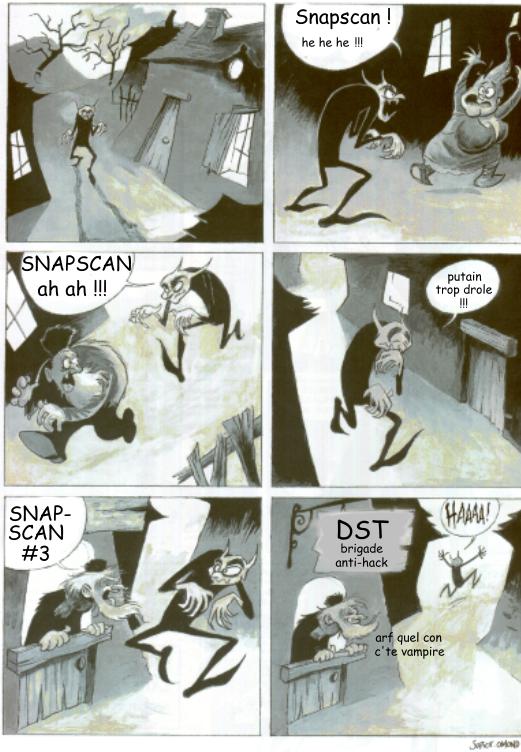 Snapscan !
he he he !!!
SNAPSCAN
ah ah !!!
putain
trop drole
!!!
SNAP-
SCAN
#3
DST
brigade
anti-hack
HAAAA!
arf quel con
c'te vampire